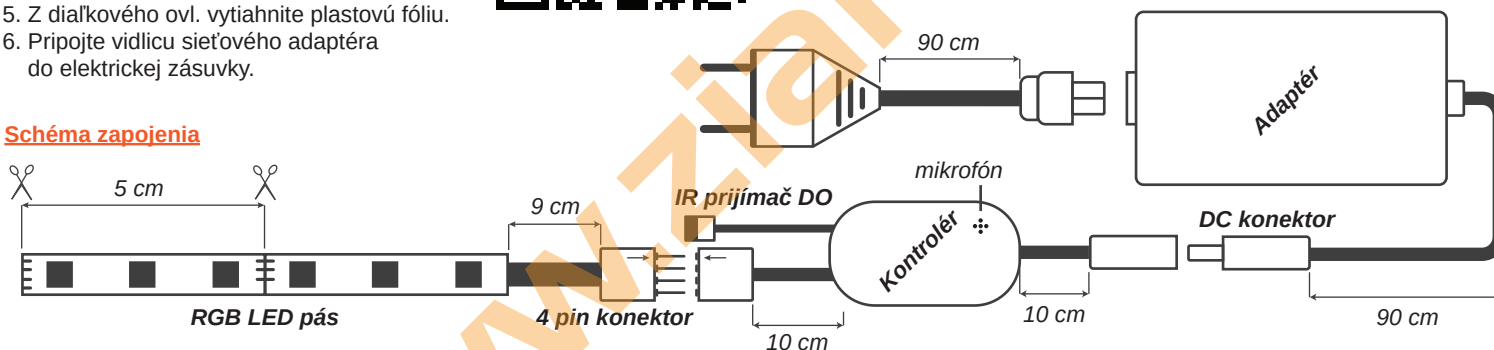 5. Z diaľkového ovl. vytiahnite plastovú fóliu.
6. Pripojte vidlicu sieťového adaptéra
do elektrickej zásuvky.
Schéma zapojenia
90 cm
Adaptér
5 cm
9 cm
IR prijímač DO
mikrofón
Kontrolér
DC konektor
RGB LED pás
4 pin konektor
10 cm
10 cm
90 cm